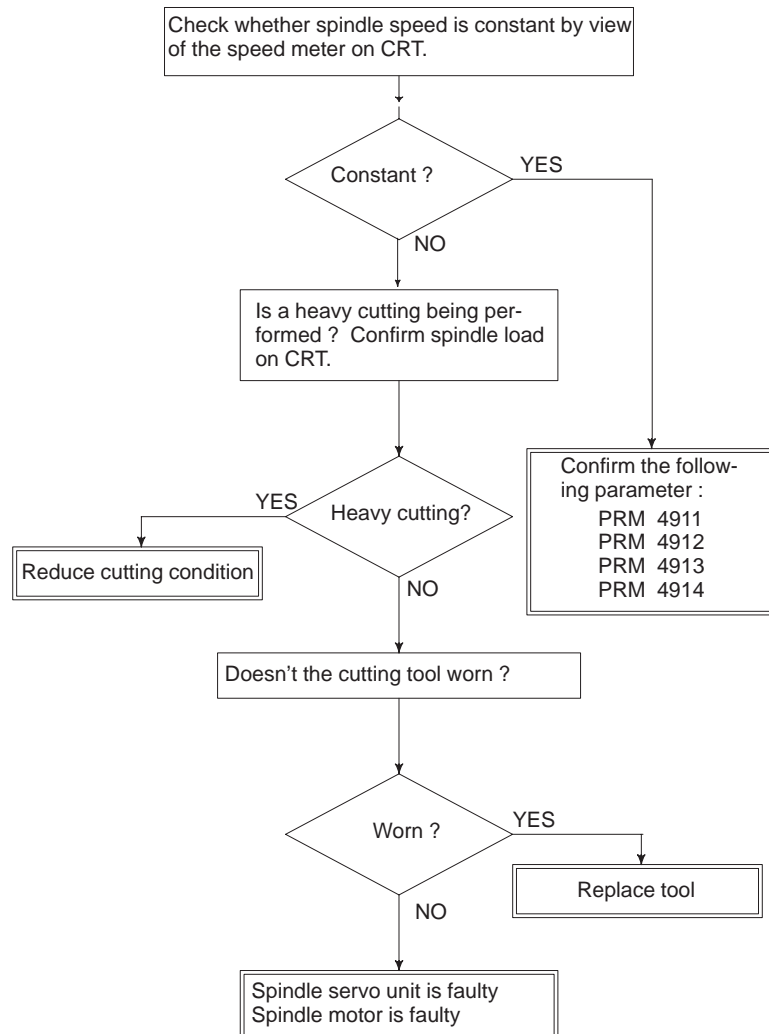 Check whether spindle speed is constant by view
of the speed meter on CRT.
Constant ?
YES
NO
Is a heavy cutting being per-
formed ?  Confirm spindle load
on CRT.
Confirm the follow-
ing parameter :
PRM  4911
PRM  4912
PRM  4913
PRM  4914
YES
Heavy cutting?
Reduce cutting condition
NO
Doesn't the cutting tool worn ?
Worn ?
YES
Replace tool
NO
Spindle servo unit is faulty
Spindle motor is faulty